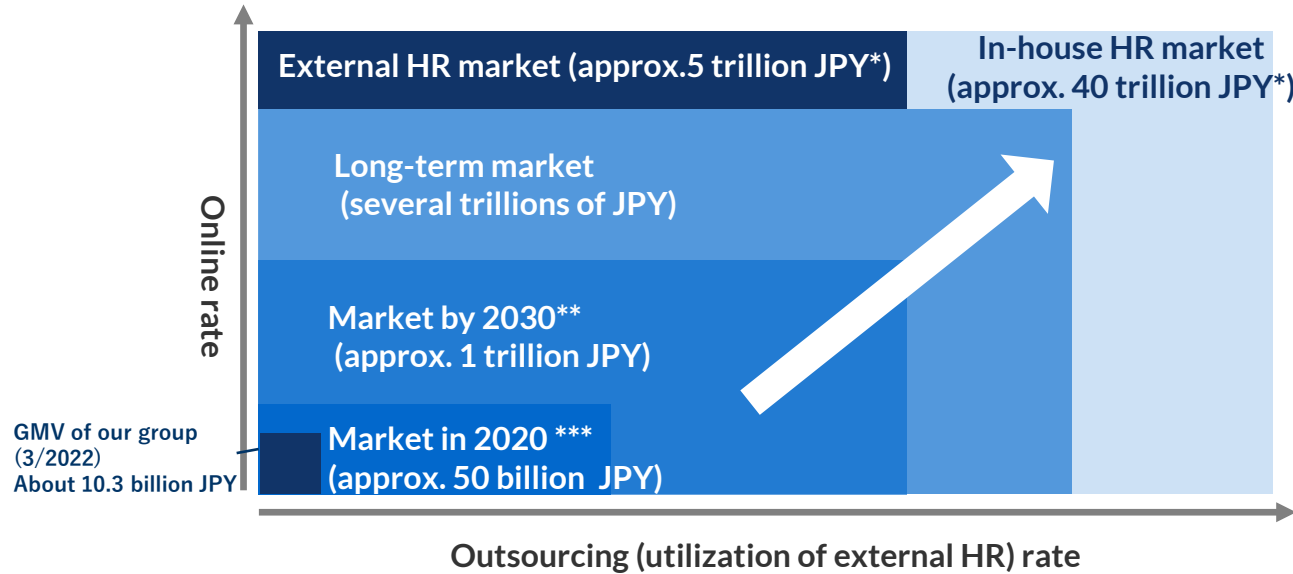 External HR market (approx.5 trillion JPY*)
In-house HR market
(approx. 40 trillion JPY*)
Long-term market
(several trillions of JPY)
Online rate
Market by 2030**
(approx. 1 trillion JPY)
GMV of our group
(3/2022)
About 10.3 billion JPY
Market in 2020 ***
(approx. 50 billion JPY)
Outsourcing (utilization of external HR) rate